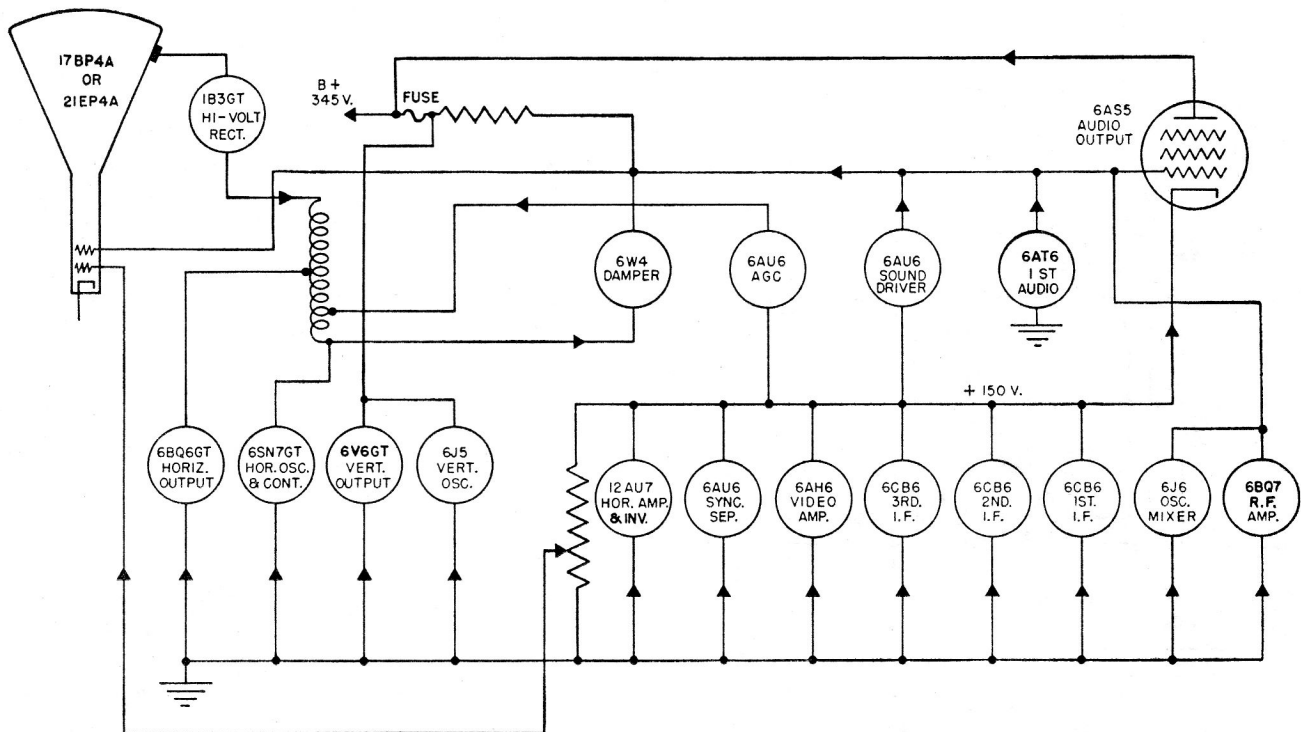 17BP4A
OR
21EP4A
1B3GT
HI-VOLT
RECT.
B+
345 V.
FUSE
6AS5
AUDIO
OUTPUT
6W4
DAMPER
6AU6
AGC
6AU6
SOUND
DRIVER
6AT6
1 ST
AUDIO
+ 150 V.
6BQ6GT
HORIZ.
OUTPUT
6SN7GT
HOR. OSC.
& CONT.
6V6GT
VERT.
OUTPUT
6J5
VERT.
OSC.
12AU7
HOR. AMP.
& INV.
6AU6
SYNC.
SEP.
6AH6
VIDEO
AMP.
6CB6
3RD.
I.F.
6CB6
2ND.
I.F.
6CB6
1ST.
I.F.
6J6
OSC.
MIXER
6BQ7
R.F.
AMP.